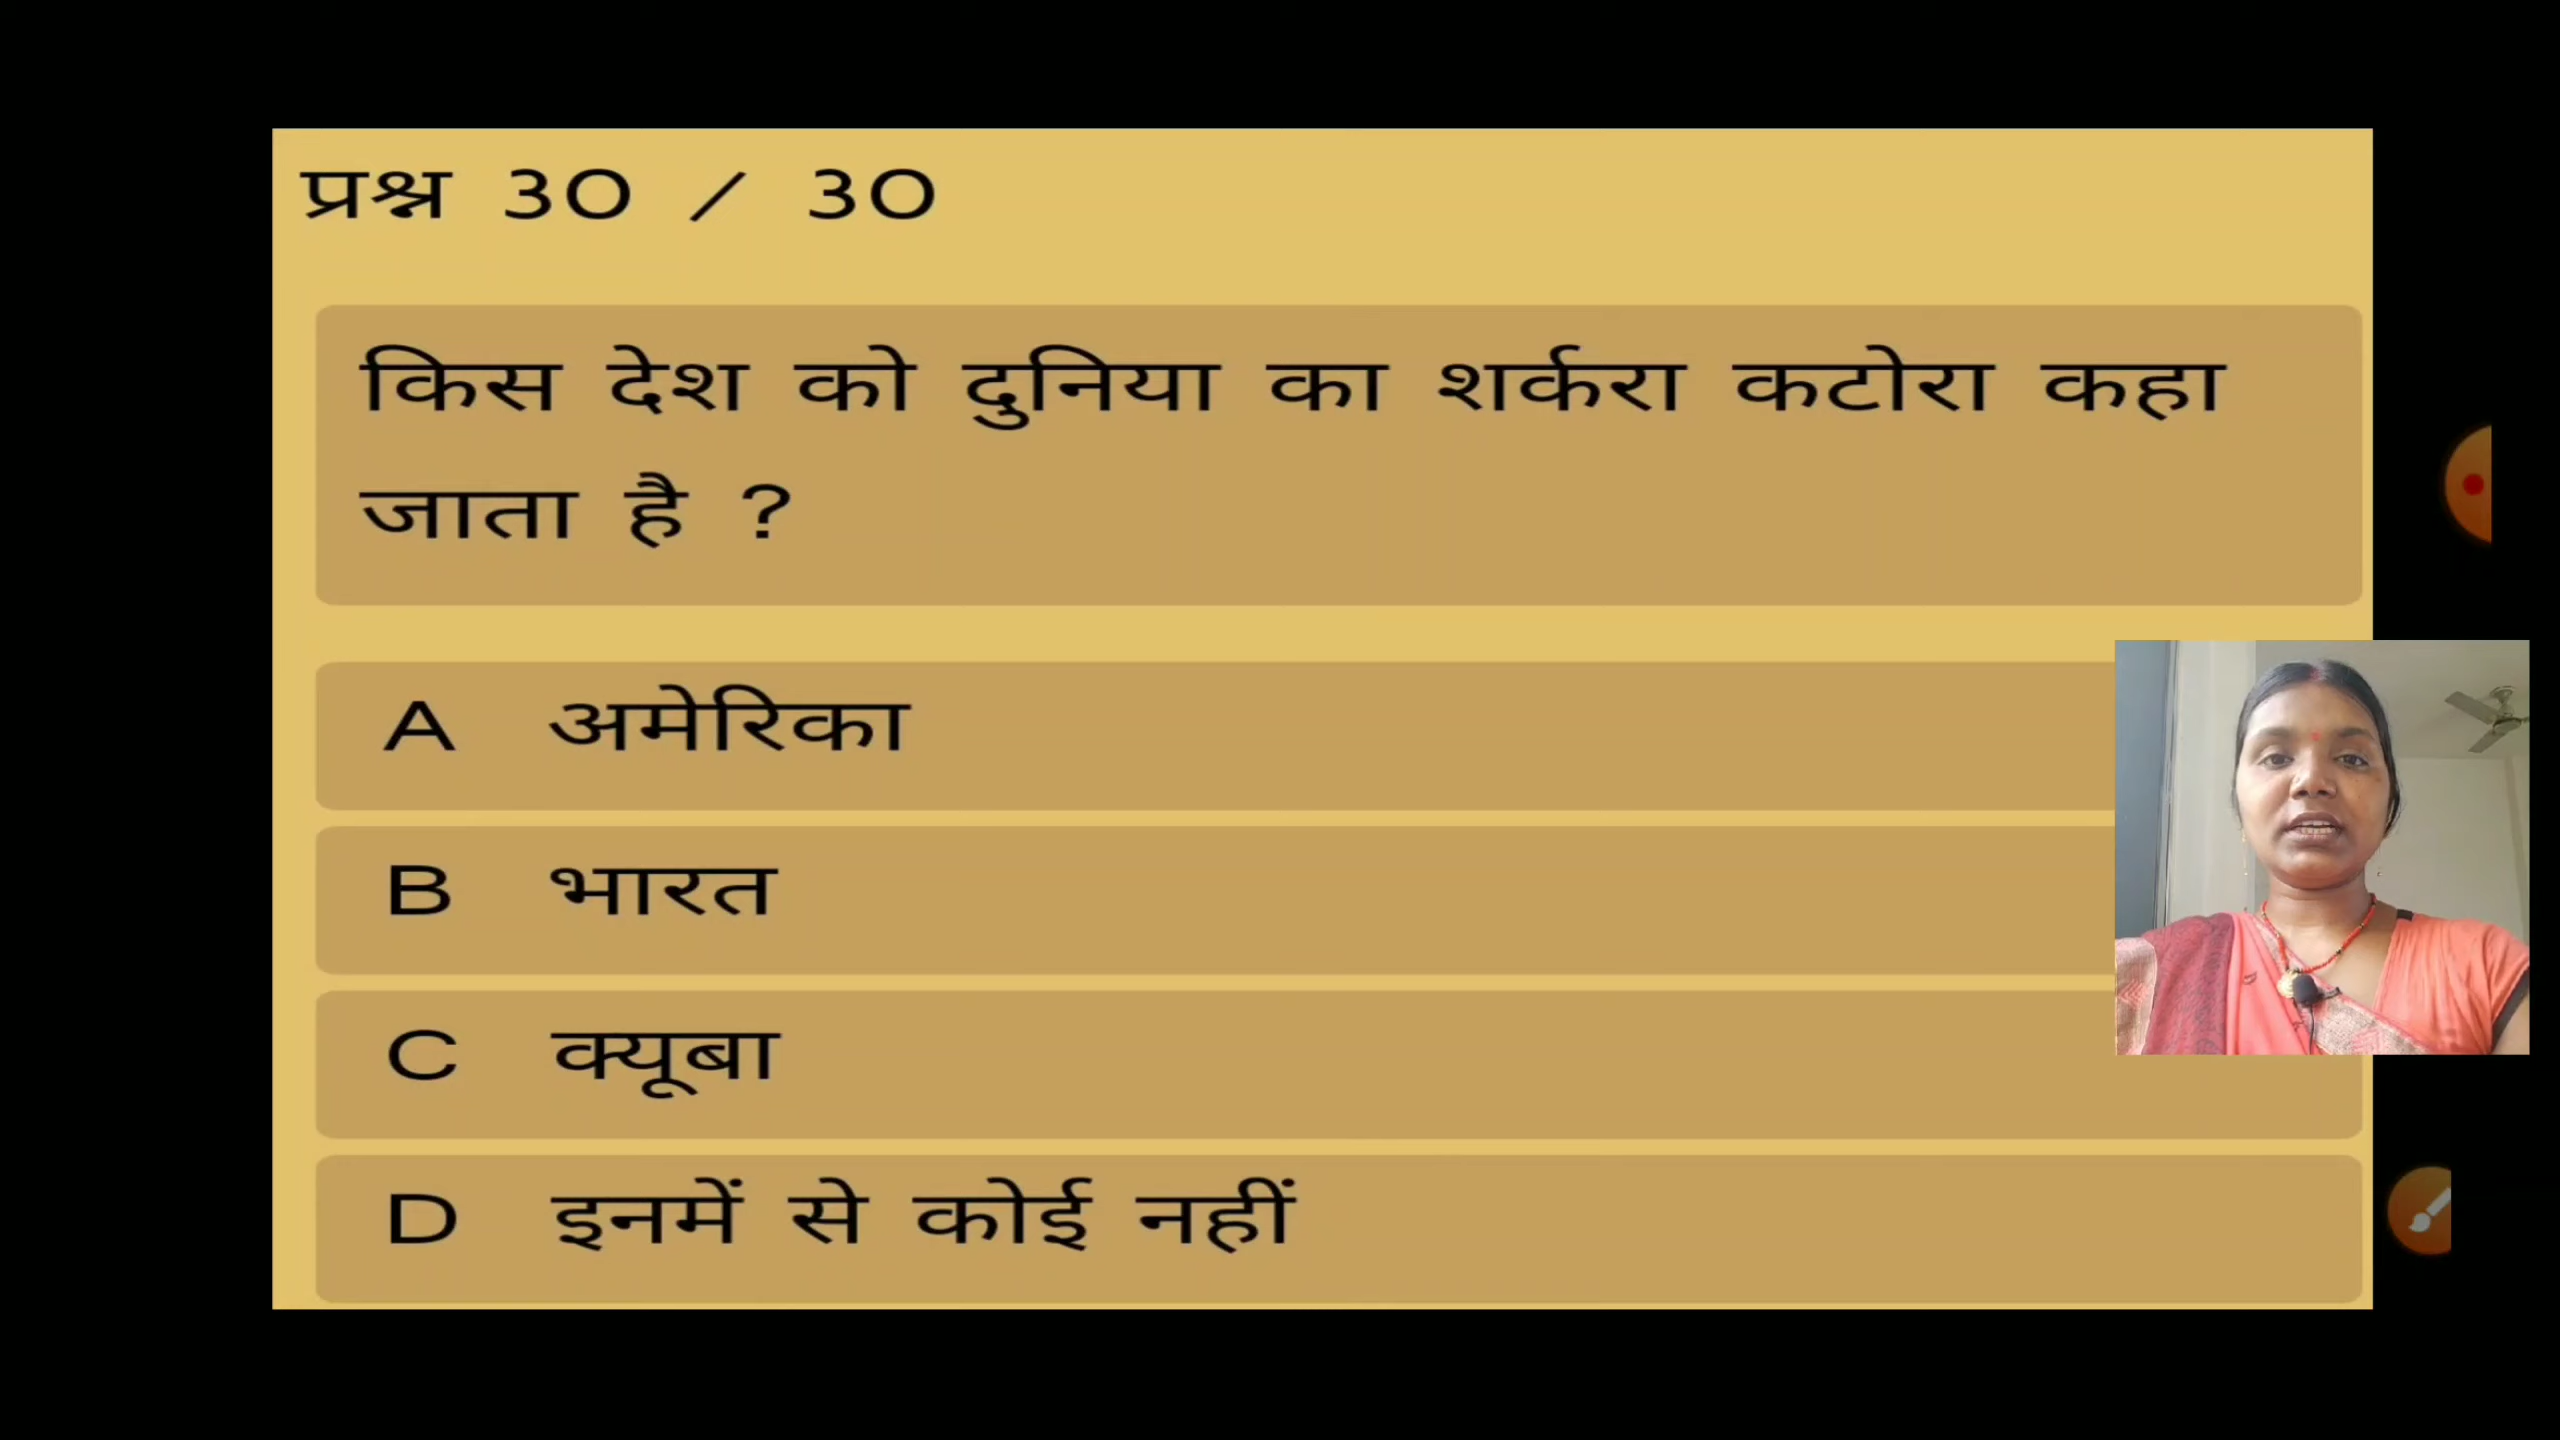 प्रश्न 30 / 30
किस देश को दुनिया का शर्करा कटोरा कहा
जाता है ?
A अमेरिका
B भारत
C क्यूबा
D इनमें से कोई नहीं